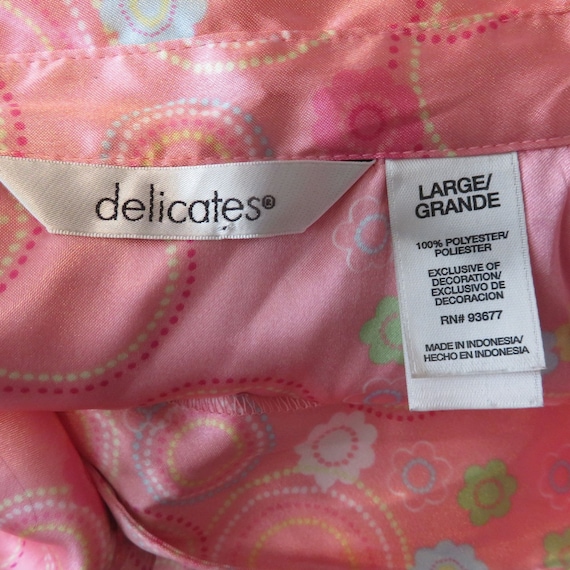 delicates®
LARGE/
GRANDE
100% POLYESTER/
POLIESTER
EXCLUSIVE OF
DECORATION/
EXCLUSIVO DE
DECORACION
RN# 93677
MADE IN INDONESIA/
HECHO EN INDONESIA